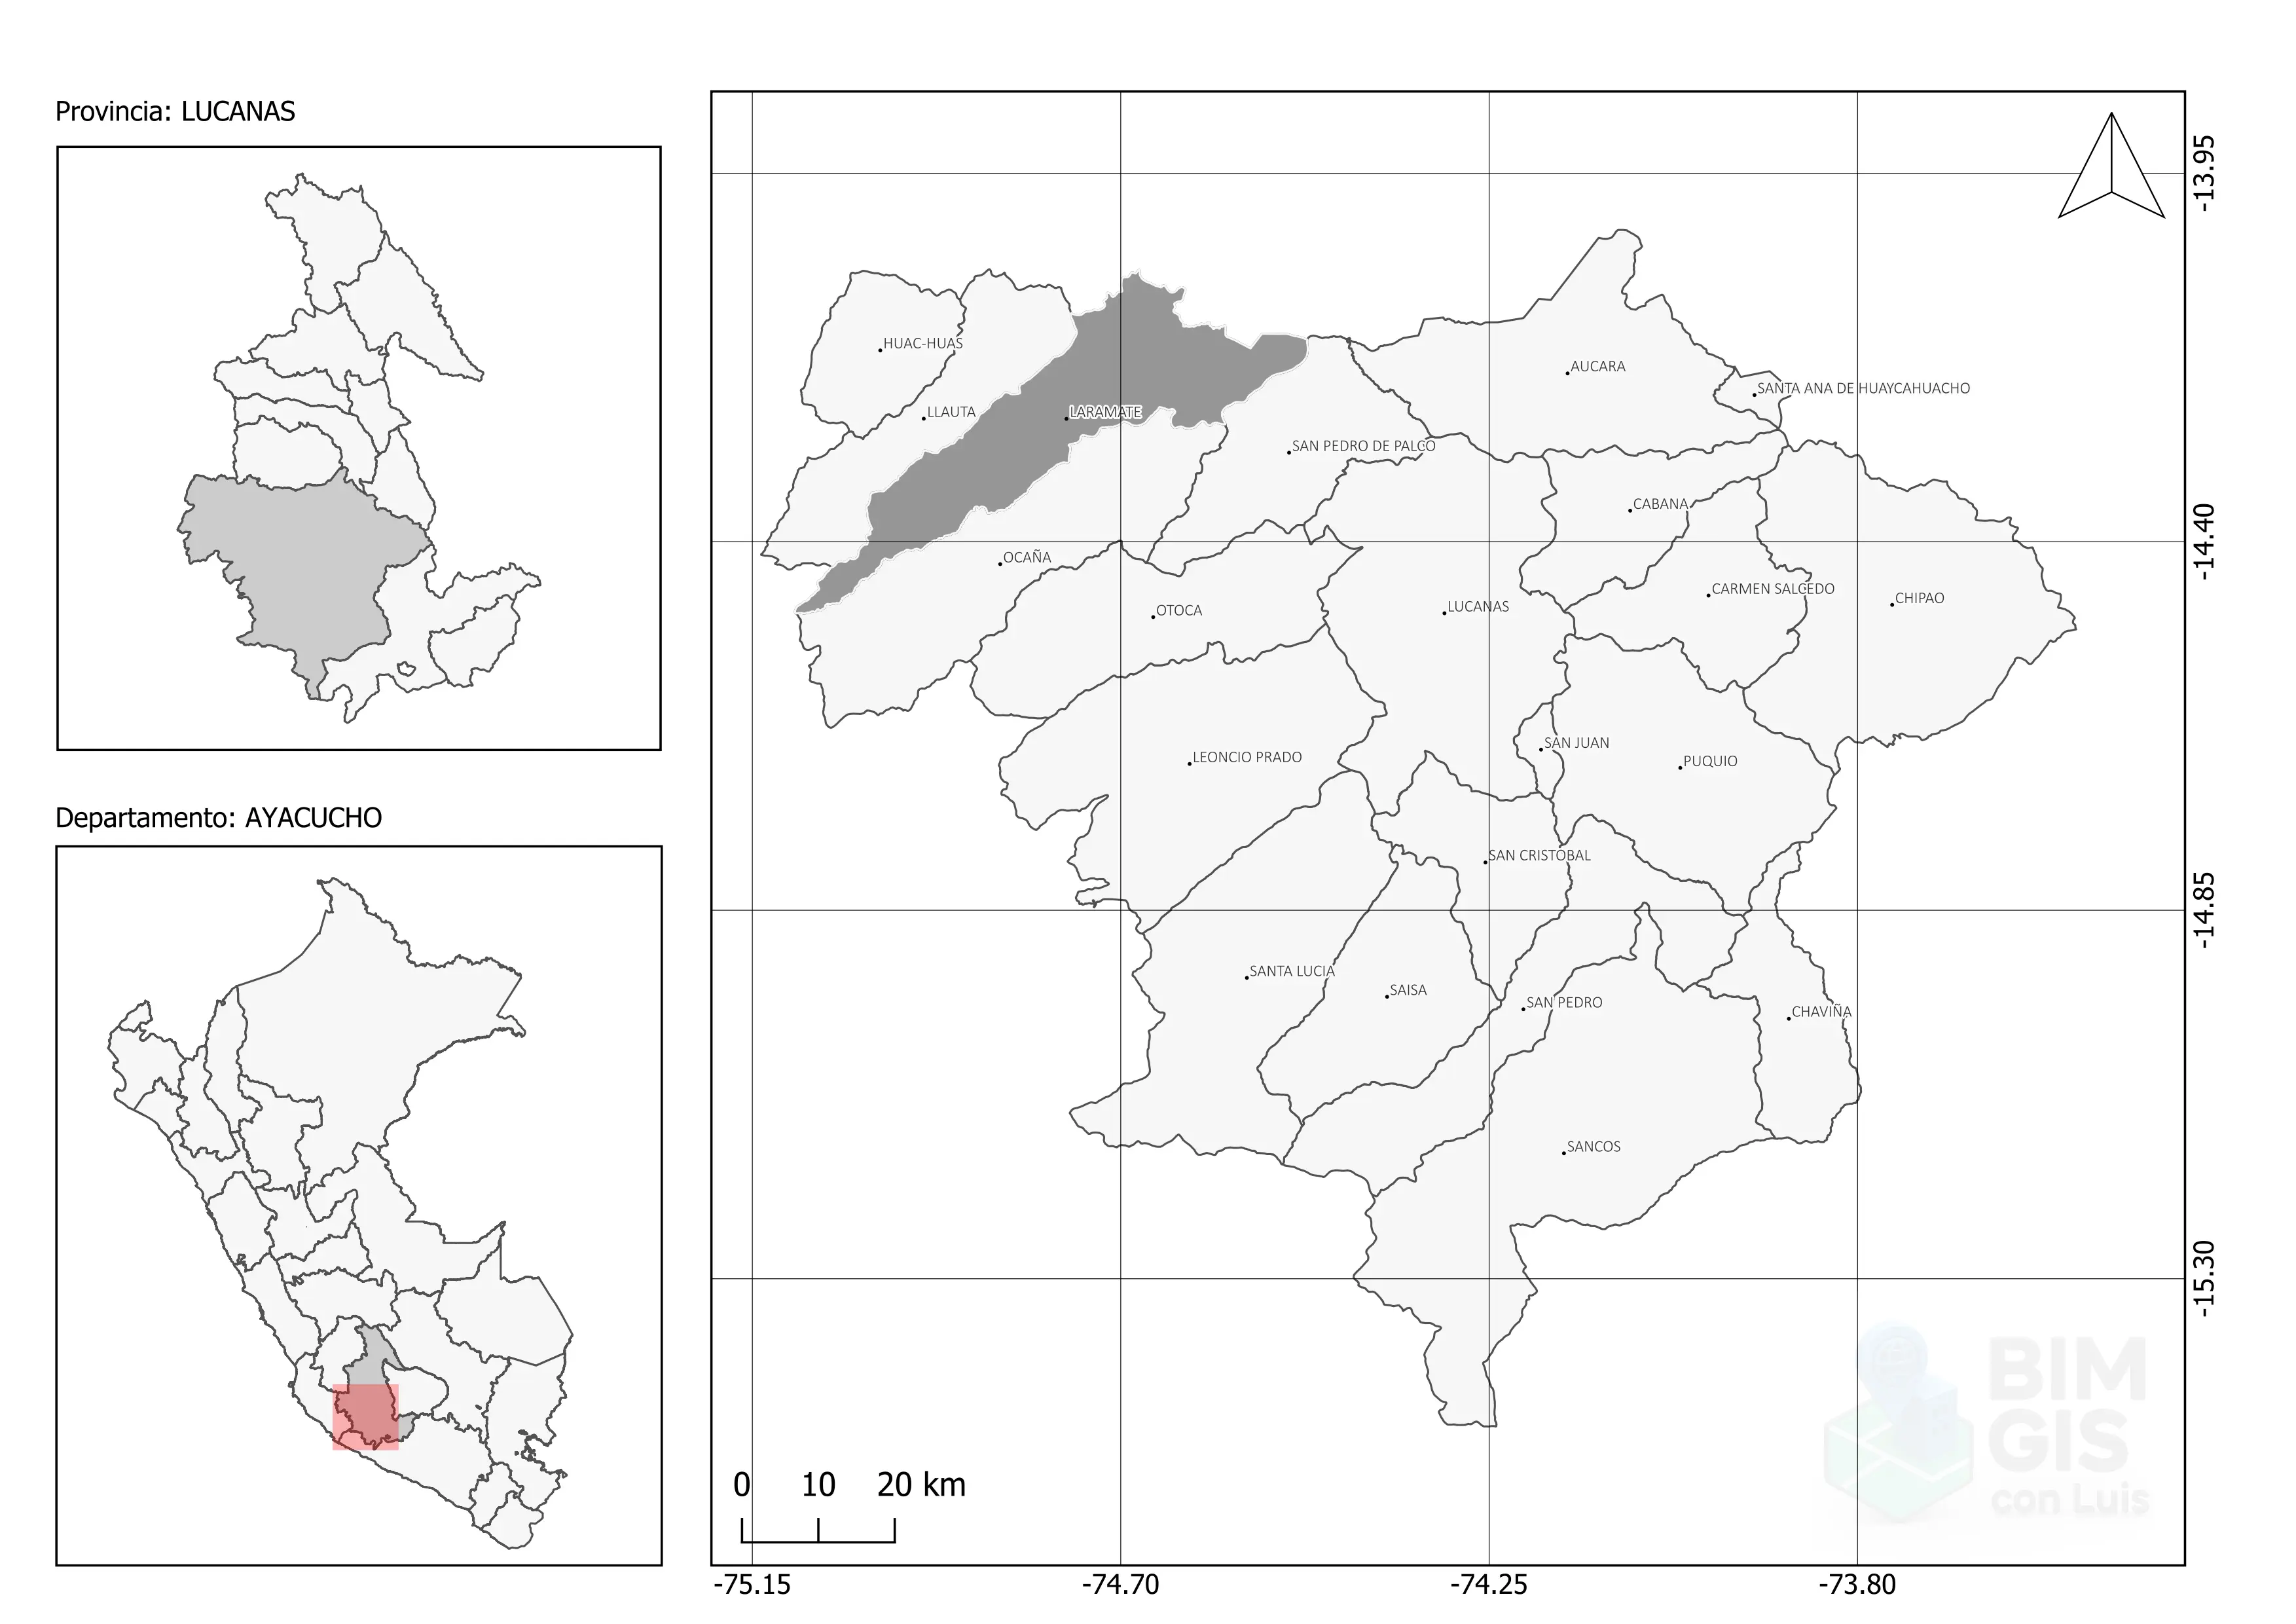 Provincia: LUCANAS
Departamento: AYACUCHO
HUAC-HUAS
LLAUTA
LARAMATE
AUCARA
SANTA ANA DE HUAYCAHUACHO
SAN PEDRO DE PALCO
CABANA
OCAÑA
OTOCA
LUCANAS
CARMEN SALCEDO
CHIPAO
LEONCIO PRADO
SAN JUAN
PUQUIO
SAN CRISTOBAL
SANTA LUCIA
SAISA
SAN PEDRO
CHAVIÑA
SANCOS
-13.95
-14.40
-14.85
-15.30
BIM
GIS
con Luis
0 10 20 km
-75.15 -74.70 -74.25 -73.80